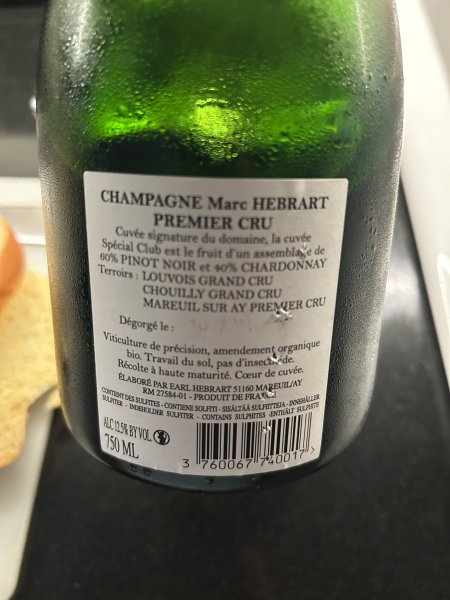 CHAMPAGNE Marc HEBRART
PREMIER CRU
Cuvée signature du domaine, la cuvée
Spécial Club est le fruit d'un assemblage de
60% PINOT NOIR et 40% CHARDONNAY
Terroirs : LOUVOIS GRAND CRU
CHOUILLY GRAND CRU
MAREUIL SUR AY PREMIER CRU
Dégorgé le :
Viticulture de précision, amendement organique
bio. Travail du sol, pas d'insecticide.
Récolte à haute maturité. Cœur de cuvée.
ÉLABORÉ PAR EARL HEBRART 51160 MAREUIL/AY
RM 27584-01 - PRODUIT DE FRANCE
CONTENT DES SULFITES - CONTIENE SOLFITI - SISÄLTÄÄ SULFIITTEJA - INNEHÅLLER
SULFITER - INDEHOLDER SULFITER - CONTAINS SULPHITES - ENTHÄLT SULPHITE
ALC 12.5% BY VOL.
750 ML
3 760067 740017 >